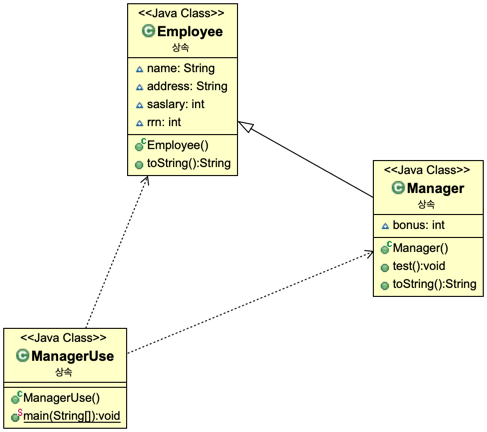 <<Java Class>>
Employee
상속
name: String
address: String
saslary: int
rrn: int
Employee()
toString():String
<<Java Class>>
Manager
상속
bonus: int
Manager()
test():void
toString():String
<<Java Class>>
ManagerUse
상속
ManagerUse()
main(String[]):void